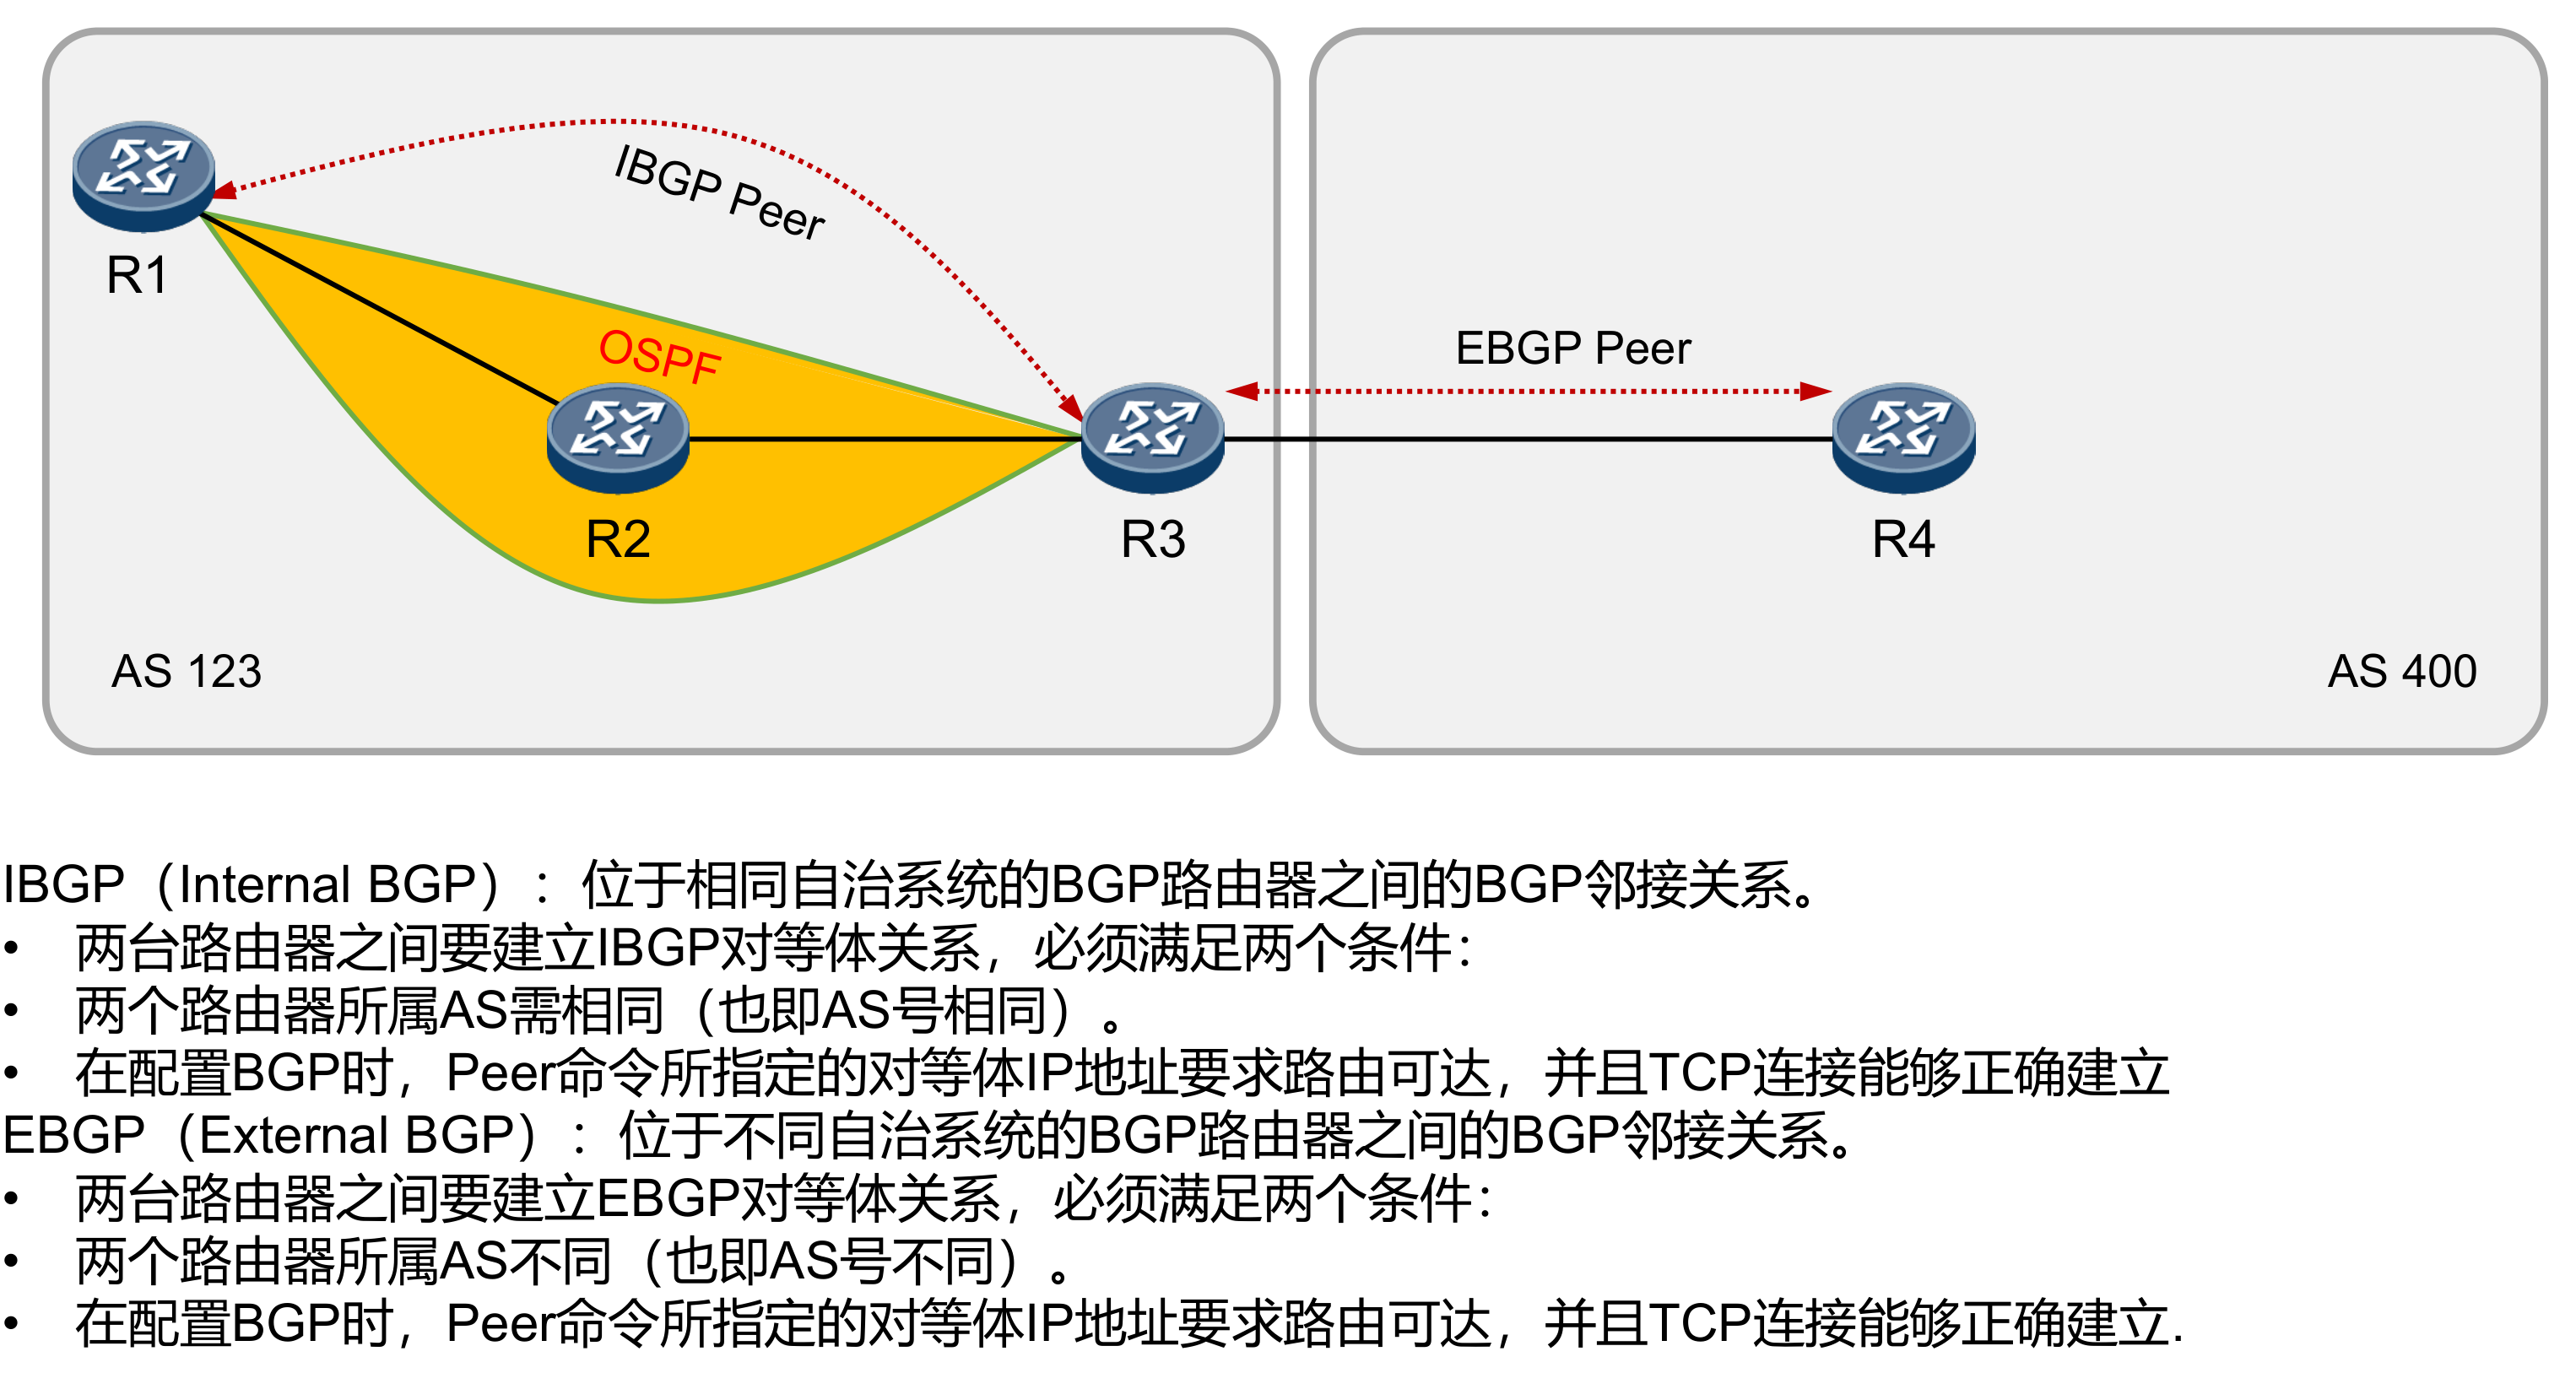 IBGP Peer
R1
OSPF
EBGP Peer
R2
R3
R4
AS 123
AS 400
IBGP（Internal BGP）：位于相同自治系统的BGP路由器之间的BGP邻接关系。
• 两台路由器之间要建立IBGP对等体关系，必须满足两个条件：
• 两个路由器所属AS需相同（也即AS号相同）。
• 在配置BGP时，Peer命令所指定的对等体IP地址要求路由可达，并且TCP连接能够正确建立
EBGP（External BGP）：位于不同自治系统的BGP路由器之间的BGP邻接关系。
• 两台路由器之间要建立EBGP对等体关系，必须满足两个条件：
• 两个路由器所属AS不同（也即AS号不同）。
• 在配置BGP时，Peer命令所指定的对等体IP地址要求路由可达，并且TCP连接能够正确建立.